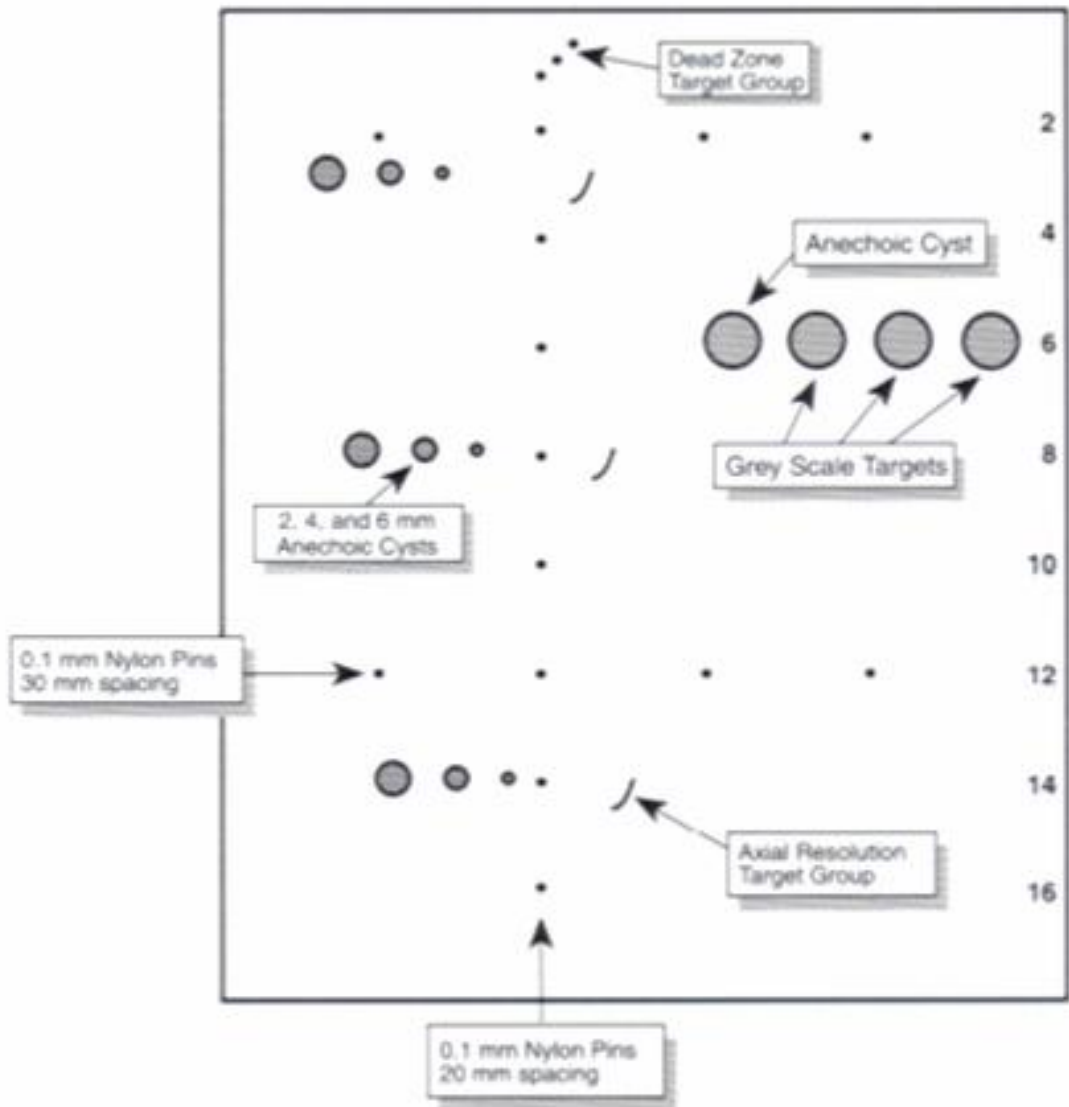 Dead Zone
Target Group
2
4
Anechoic Cyst
6
Grey Scale Targets
8
2, 4, and 6 mm
Anechoic Cysts
10
0.1 mm Nylon Pins
30 mm spacing
12
14
Axial Resolution
Target Group
16
0.1 mm Nylon Pins
20 mm spacing